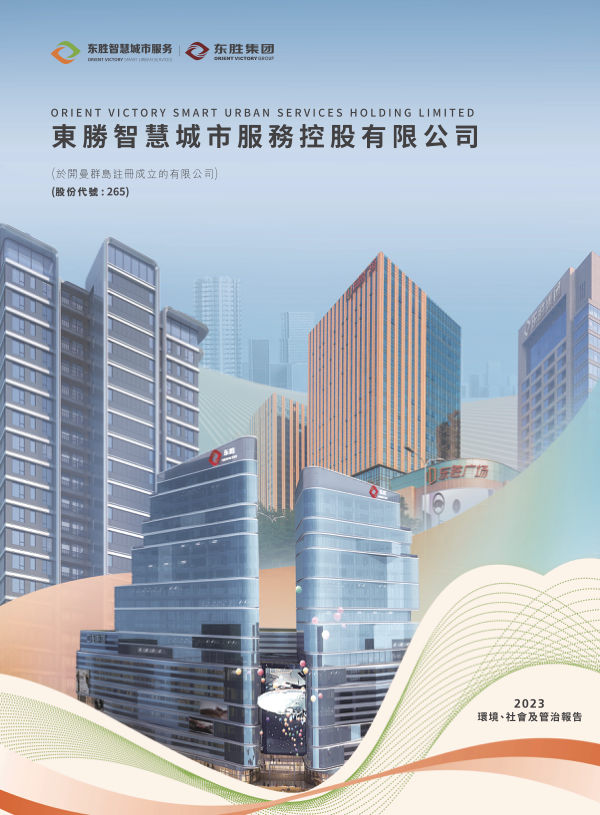 东胜智慧城市服务
ORIENT VICTORY SMART URBAN SERVICES
东胜集团
ORIENT VICTORY GROUP
ORIENT VICTORY SMART URBAN SERVICES HOLDING LIMITED
東勝智慧城市服務控股有限公司
(於開曼群島註冊成立的有限公司)
(股份代號 : 265)
东胜广场
东胜
2023
環境、社會及管治報告